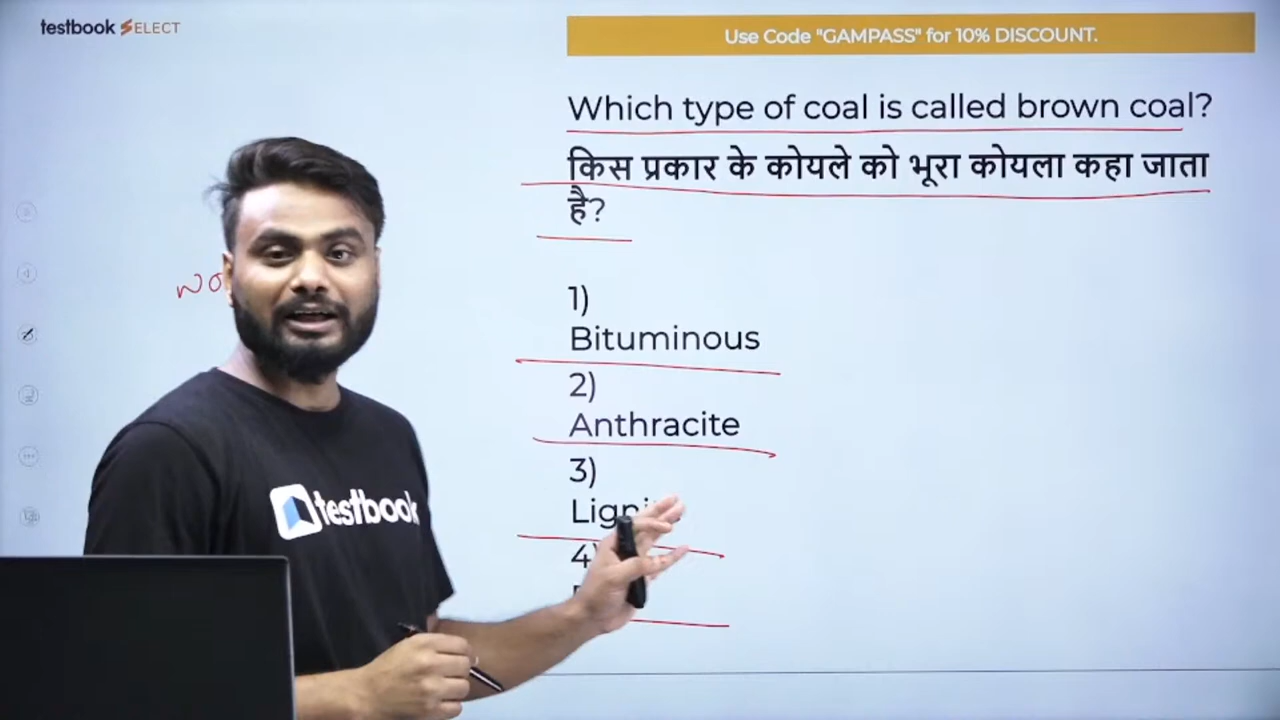 testbook SELECT
Use Code "GAMPASS" for 10% DISCOUNT.
Which type of coal is called brown coal?
किस प्रकार के कोयले को भूरा कोयला कहा जाता
है?
1)
Bituminous
2)
Anthracite
3)
4)
testbook